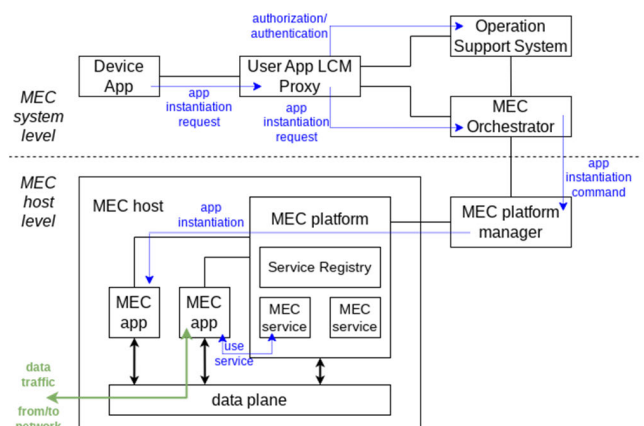 authorization/
authentication
Operation
Support System
Device
App
User App LCM
Proxy
MEC
system
level
app
instantiation
request
app
instantiation
request
MEC
Orchestrator
MEC
host
level
app
instantiation
command
MEC host
app
instantiation
MEC platform
MEC platform
manager
Service Registry
MEC
app
MEC
app
MEC
service
MEC
service
use
service
data
traffic
from/to
network
data plane